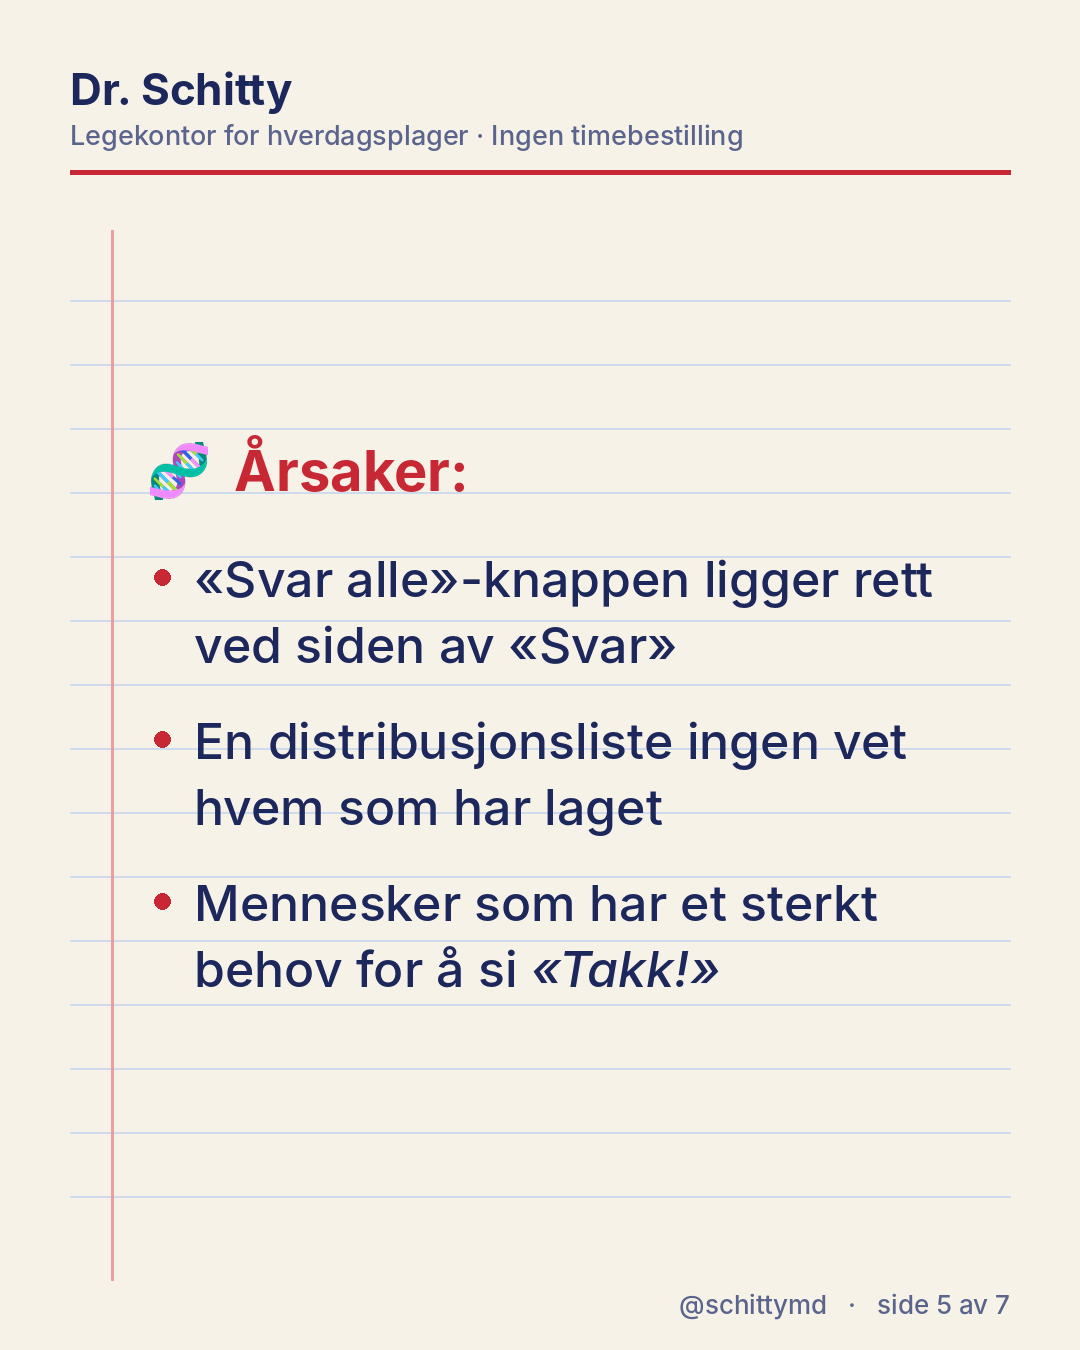 Dr. Schitty
Legekontor for hverdagsplager · Ingen timebestilling
🧬 Årsaker:
• «Svar alle»-knappen ligger rett
ved siden av «Svar»
• En distribusjonsliste ingen vet
hvem som har laget
• Mennesker som har et sterkt
behov for å si «Takk!»
@schittymd · side 5 av 7